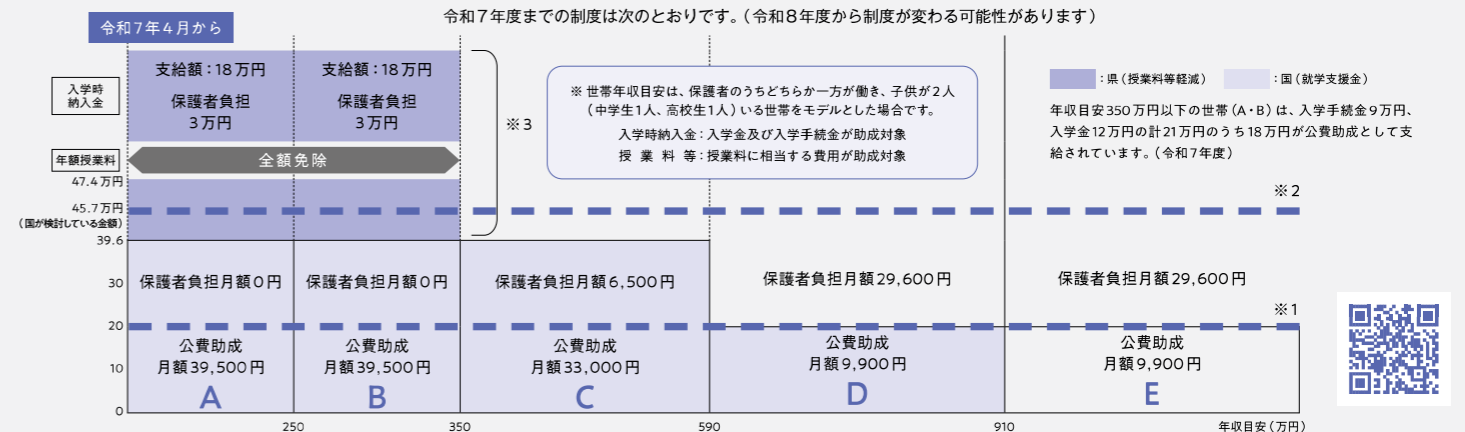 令和7年度までの制度は次のとおりです。(令和8年度から制度が変わる可能性があります)
令和7年4月から
入学時
納入金
支給額：18万円
保護者負担
3万円
支給額：18万円
保護者負担
3万円
※3
※ 世帯年収目安は、保護者のうちどちらか一方が働き、子供が2人
(中学生1人、高校生1人)いる世帯をモデルとした場合です。
入学時納入金：入学金及び入学手続金が助成対象
授業料等：授業料に相当する費用が助成対象
：県(授業料等軽減)
：国(就学支援金)
年収目安350万円以下の世帯(A・B)は、入学手続金9万円、
入学金12万円の計21万円のうち18万円が公費助成として支
給されています。(令和7年度)
年額授業料
全額免除
47.4万円
45.7万円
(国が検討している金額)
※2
39.6
30
保護者負担月額0円
保護者負担月額0円
保護者負担月額6,500円
保護者負担月額29,600円
保護者負担月額29,600円
※1
20
公費助成
月額39,500円
A
公費助成
月額39,500円
B
公費助成
月額33,000円
C
公費助成
月額9,900円
D
公費助成
月額9,900円
E
10
0
250
350
590
910
年収目安(万円)